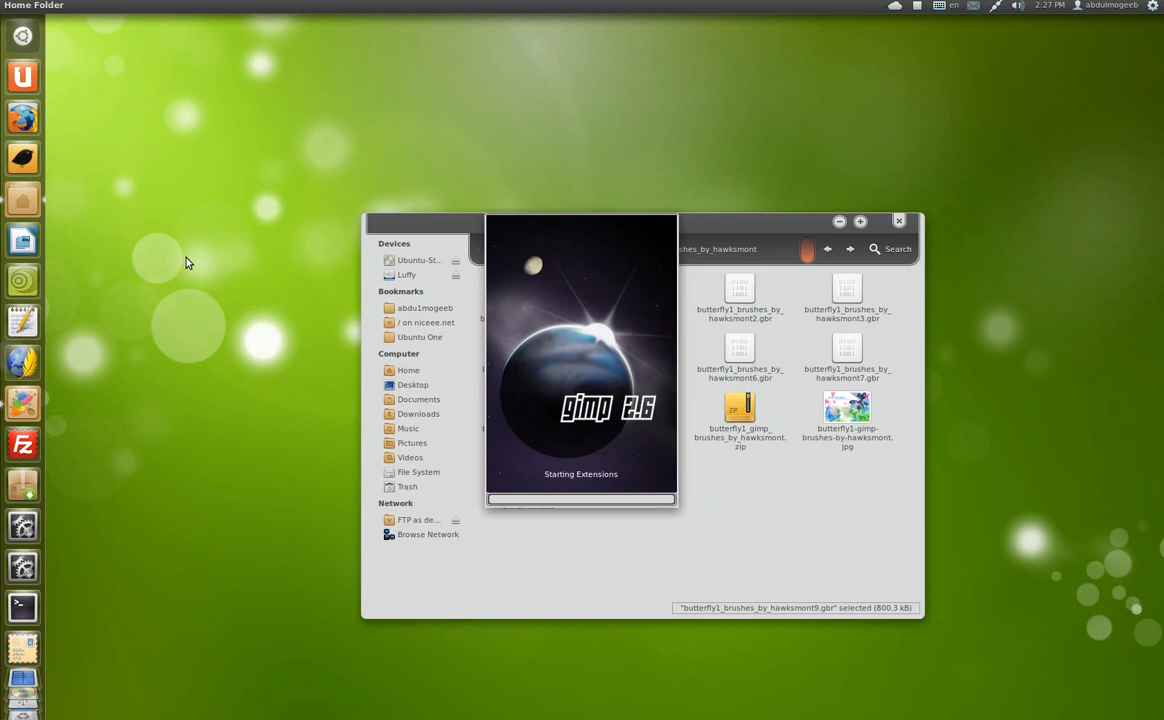 Home Folder
en
2:27 PM
abdulmogeeb
Devices
Ubuntu-St...
Luffy
Bookmarks
abdu1mogeeb
/ on niceee.net
Ubuntu One
Computer
Home
Desktop
Documents
Downloads
Music
Pictures
Videos
File System
Trash
Network
FTP as de...
Browse Network
shes_by_hawksmont
Search
gimp 2.6
Starting Extensions
butterfly1_brushes_by_
hawksmont2.gbr
butterfly1_brushes_by_
hawksmont3.gbr
butterfly1_brushes_by_
hawksmont6.gbr
butterfly1_brushes_by_
hawksmont7.gbr
ZIP
butterfly1_gimp_
brushes_by_hawksmont.
zip
butterfly1-gimp-
brushes-by-hawksmont.
jpg
"butterfly1_brushes_by_hawksmont9.gbr" selected (800.3 kB)